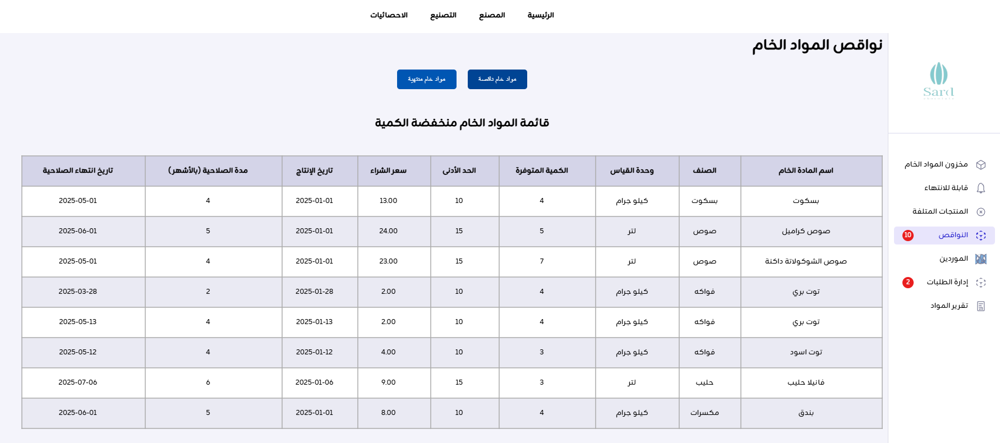 الرئيسية	المصنع	التصنيع	الاحصائيات
Sard
مخزون المواد الخام
قابلة للانتهاء
المنتجات المتلفة
النواقص 10
الموردين
إدارة الطلبات 2
تقرير المواد
نواقص المواد الخام
مواد خام ناقصة	مواد خام منتهية
قائمة المواد الخام منخفضة الكمية
اسم المادة الخام	الصنف	وحدة القياس	الكمية المتوفرة	الحد الأدنى	سعر الشراء	تاريخ الإنتاج	مدة الصلاحية (بالأشهر)	تاريخ انتهاء الصلاحية
بسكوت	بسكوت	كيلو جرام	4	10	13.00	2025-01-01	4	2025-05-01
صوص كراميل	صوص	لتر	5	15	24.00	2025-01-01	5	2025-06-01
صوص الشوكولاتة داكنة	صوص	لتر	7	15	23.00	2025-01-01	4	2025-05-01
توت بري	فواكه	كيلو جرام	4	10	2.00	2025-01-28	2	2025-03-28
توت بري	فواكه	كيلو جرام	4	10	2.00	2025-01-13	4	2025-05-13
توت اسود	فواكه	كيلو جرام	3	10	4.00	2025-01-12	4	2025-05-12
فانيلا حليب	حليب	لتر	3	15	9.00	2025-01-06	6	2025-07-06
بندق	مكسرات	كيلو جرام	4	10	8.00	2025-01-01	5	2025-06-01